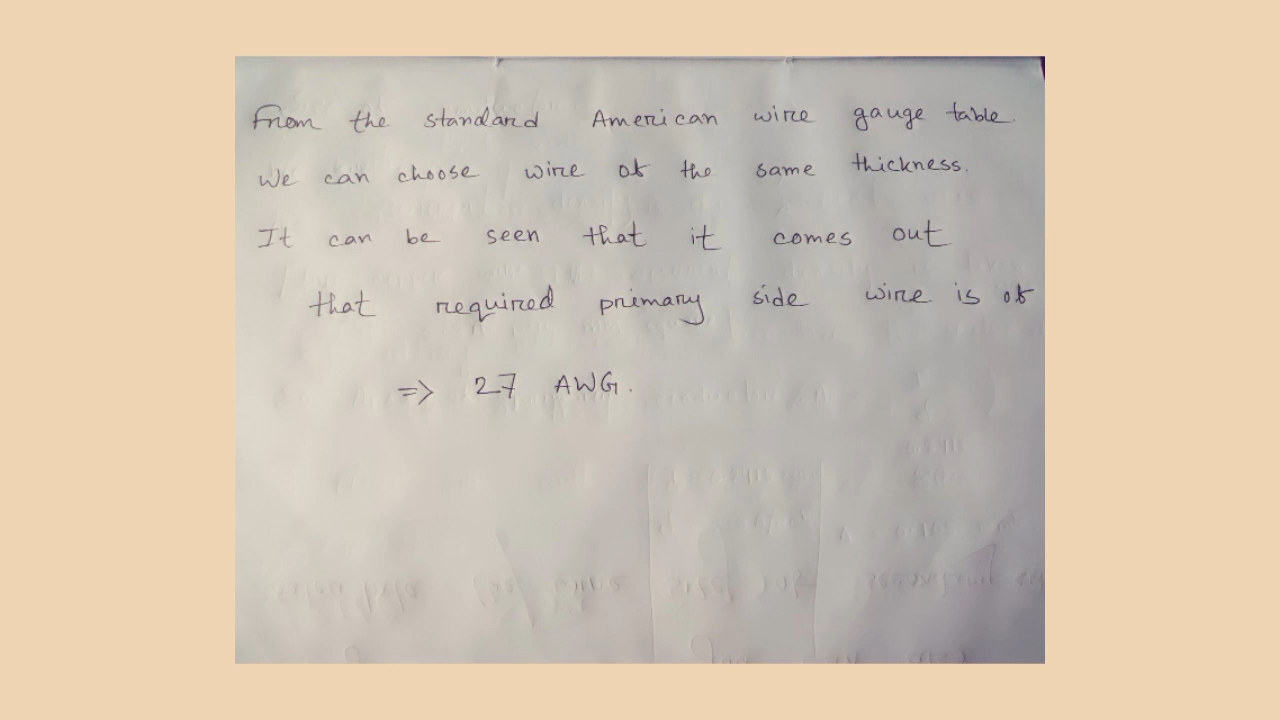 From the standard American wire gauge table.
We can choose wire of the same thickness.
It can be seen that it comes out
that required primary side wire is of
=> 27 AWG.